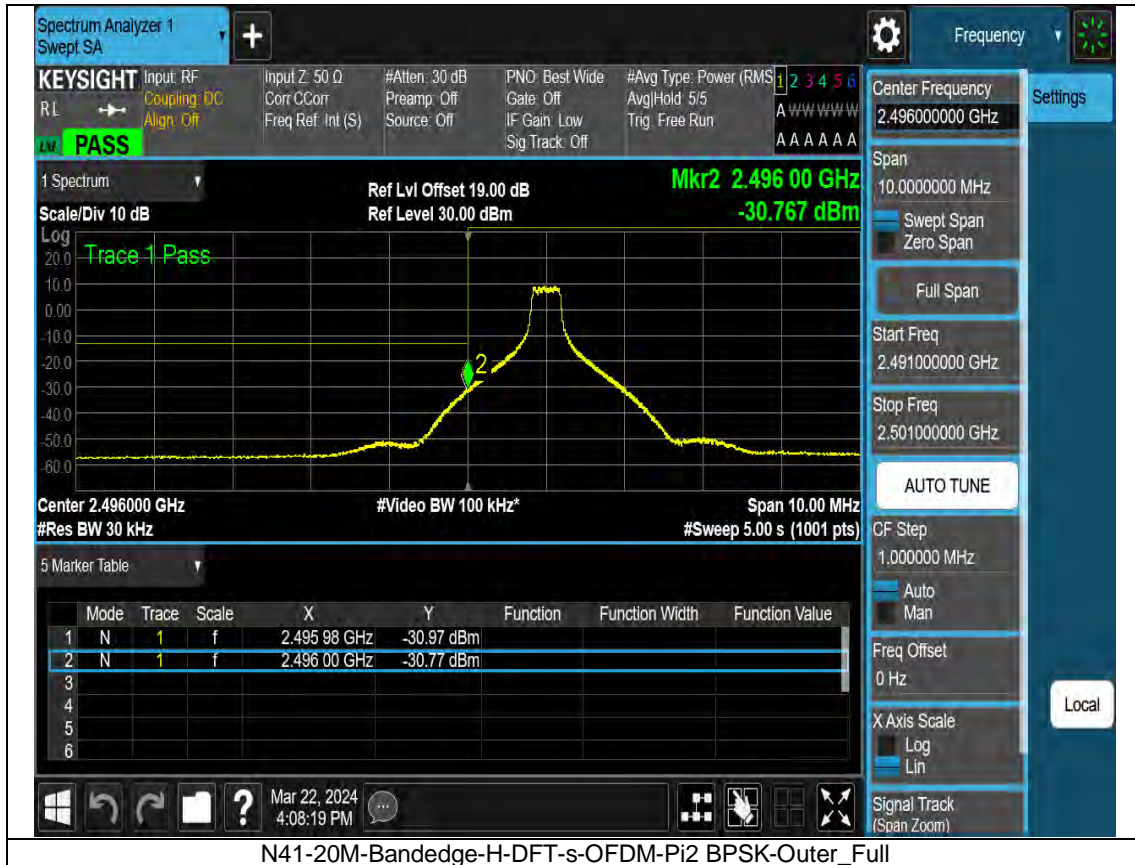 Spectrum Analyzer 1
Swept SA
+
Frequency
KEYSIGHT
RL
PASS
Input: RF
Coupling: DC
Align: Off
Input Z: 50 Ω
Corr CCorr
Freq Ref: Int (S)
#Atten: 30 dB
Preamp: Off
Source: Off
PNO: Best Wide
Gate: Off
IF Gain: Low
Sig Track: Off
#Avg Type: Power (RMS
Avg|Hold: 5/5
Trig: Free Run
1 2 3 4 5 6
A W W W W W
A A A A A A
1 Spectrum
Scale/Div 10 dB
Ref Lvl Offset 19.00 dB
Ref Level 30.00 dBm
Mkr2 2.496 00 GHz
-30.767 dBm
Log
Trace 1 Pass
20.0
10.0
0.00
-10.0
-20.0
-30.0
-40.0
-50.0
-60.0
2
Center 2.496000 GHz
#Video BW 100 kHz*
Span 10.00 MHz
#Res BW 30 kHz
#Sweep 5.00 s (1001 pts)
5 Marker Table
Mode Trace Scale X Y Function Function Width Function Value
1 N 1 f 2.495 98 GHz -30.97 dBm
2 N 1 f 2.496 00 GHz -30.77 dBm
3
4
5
6
Center Frequency
2.496000000 GHz
Span
10.0000000 MHz
Swept Span
Zero Span
Full Span
Start Freq
2.491000000 GHz
Stop Freq
2.501000000 GHz
AUTO TUNE
CF Step
1.000000 MHz
Auto
Man
Freq Offset
0 Hz
X Axis Scale
Log
Lin
Signal Track
(Span Zoom)
Settings
Local
?
Mar 22, 2024
4:08:19 PM
N41-20M-Bandedge-H-DFT-s-OFDM-Pi2 BPSK-Outer_Full